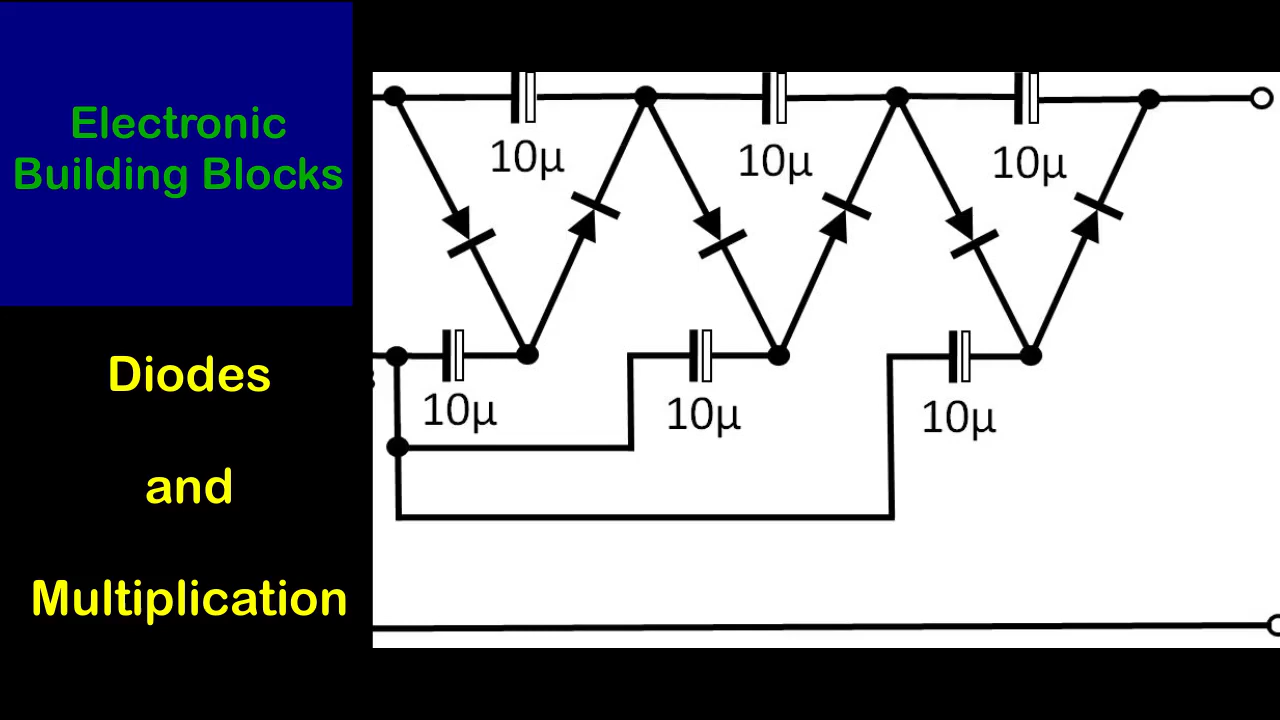 Electronic
Building Blocks
Diodes
and
Multiplication
10µ
10µ
10µ
10µ
10µ
10µ